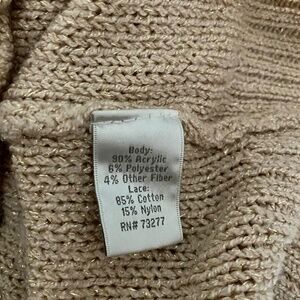 Body:
90% Acrylic
6% Polyester
4% Other Fiber
Lace:
85% Cotton
15% Nylon
RN# 73277